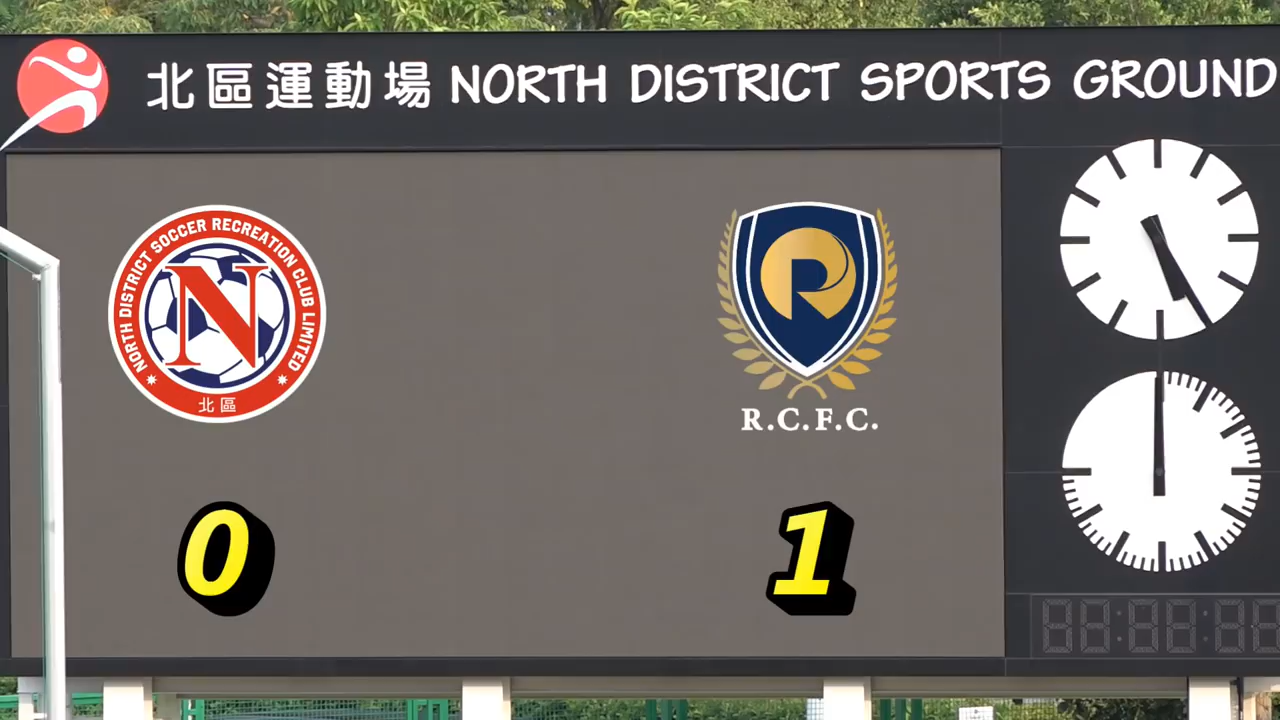 北區運動場 NORTH DISTRICT SPORTS GROUND
NORTH DISTRICT SOCCER RECREATION CLUB LIMITED
N
北區
R
R.C.F.C.
0
1